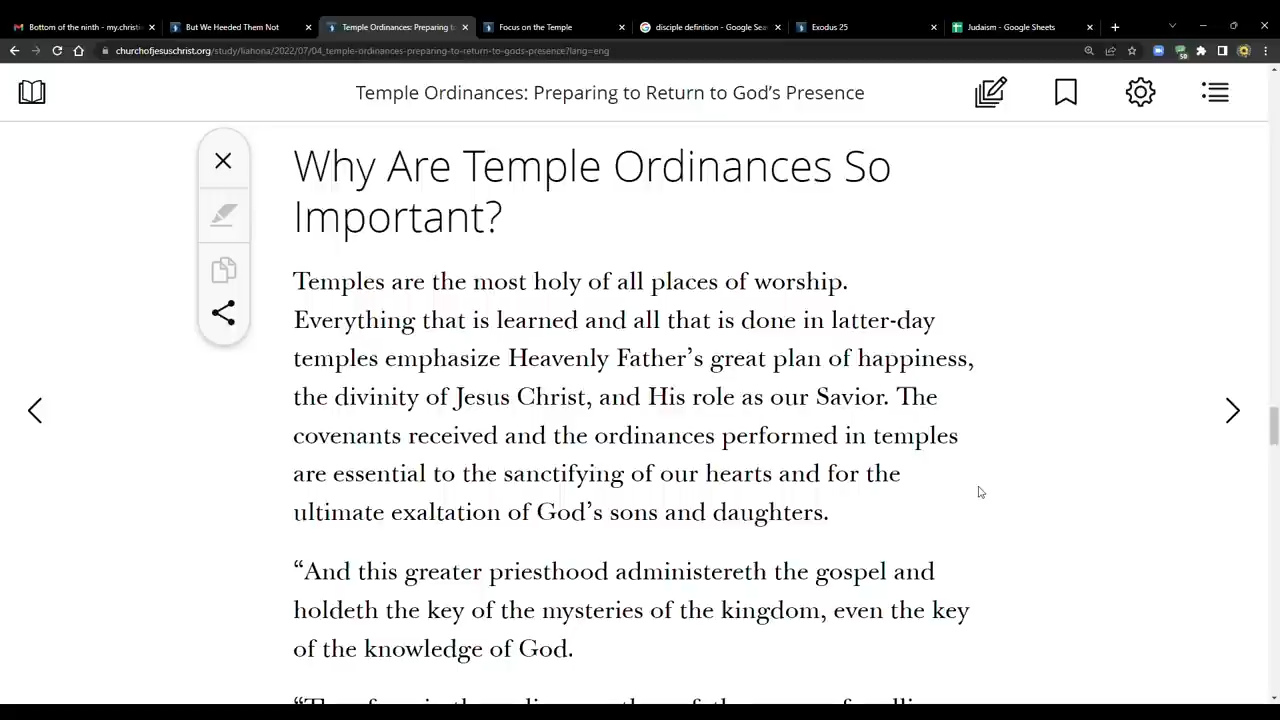 Bottom of the ninth - my.christie
But We Heeded Them Not
Temple Ordinances: Preparing to
Focus on the Temple
disciple definition - Google Sea
Exodus 25
Judaism - Google Sheets
churchofjesuschrist.org/study/liahona/2022/07/04_temple-ordinances-preparing-to-return-to-gods-presence?lang=eng
58
Temple Ordinances: Preparing to Return to God’s Presence
Why Are Temple Ordinances So
Important?
Temples are the most holy of all places of worship.
Everything that is learned and all that is done in latter-day
temples emphasize Heavenly Father’s great plan of happiness,
the divinity of Jesus Christ, and His role as our Savior. The
covenants received and the ordinances performed in temples
are essential to the sanctifying of our hearts and for the
ultimate exaltation of God’s sons and daughters.
“And this greater priesthood administereth the gospel and
holdeth the key of the mysteries of the kingdom, even the key
of the knowledge of God.